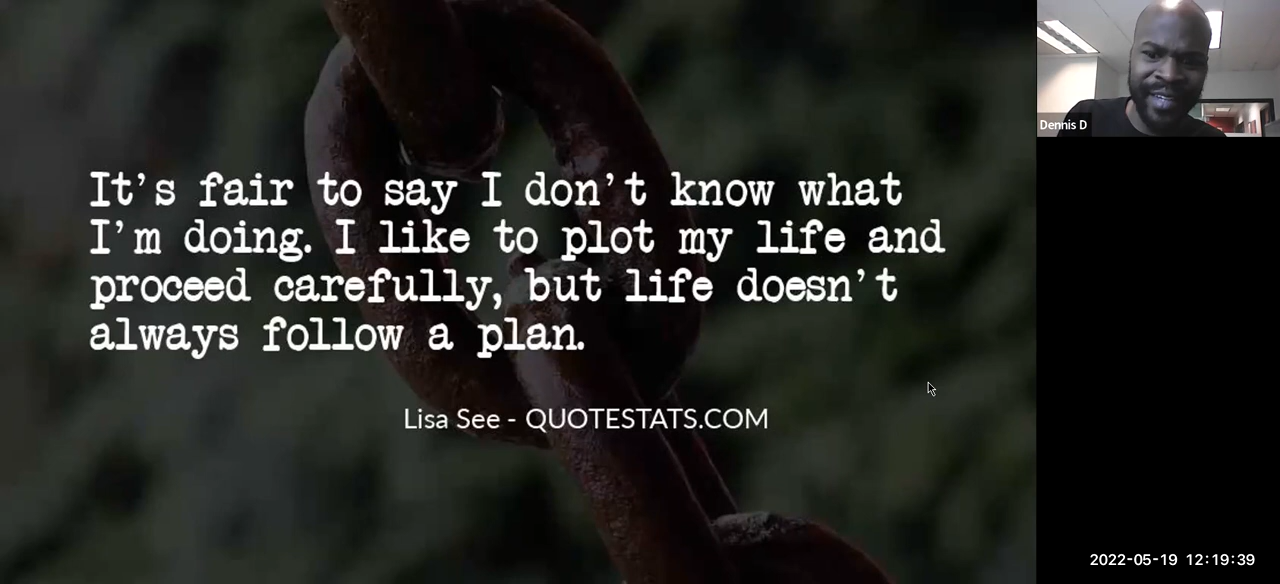 It's fair to say I don't know what
I'm doing. I like to plot my life and
proceed carefully, but life doesn't
always follow a plan.
Lisa See - QUOTESTATS.COM
Dennis D
2022-05-19 12:19:39